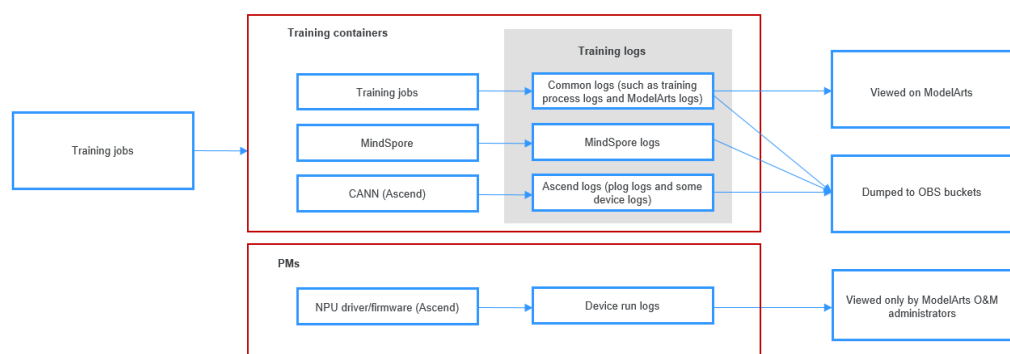 Training containers
Training logs
Training jobs
Training jobs
Common logs (such as training
process logs and ModelArts logs)
Viewed on ModelArts
MindSpore
MindSpore logs
CANN (Ascend)
Ascend logs (plog logs and some
device logs)
Dumped to OBS buckets
PMs
NPU driver/firmware (Ascend)
Device run logs
Viewed only by ModelArts O&M
administrators